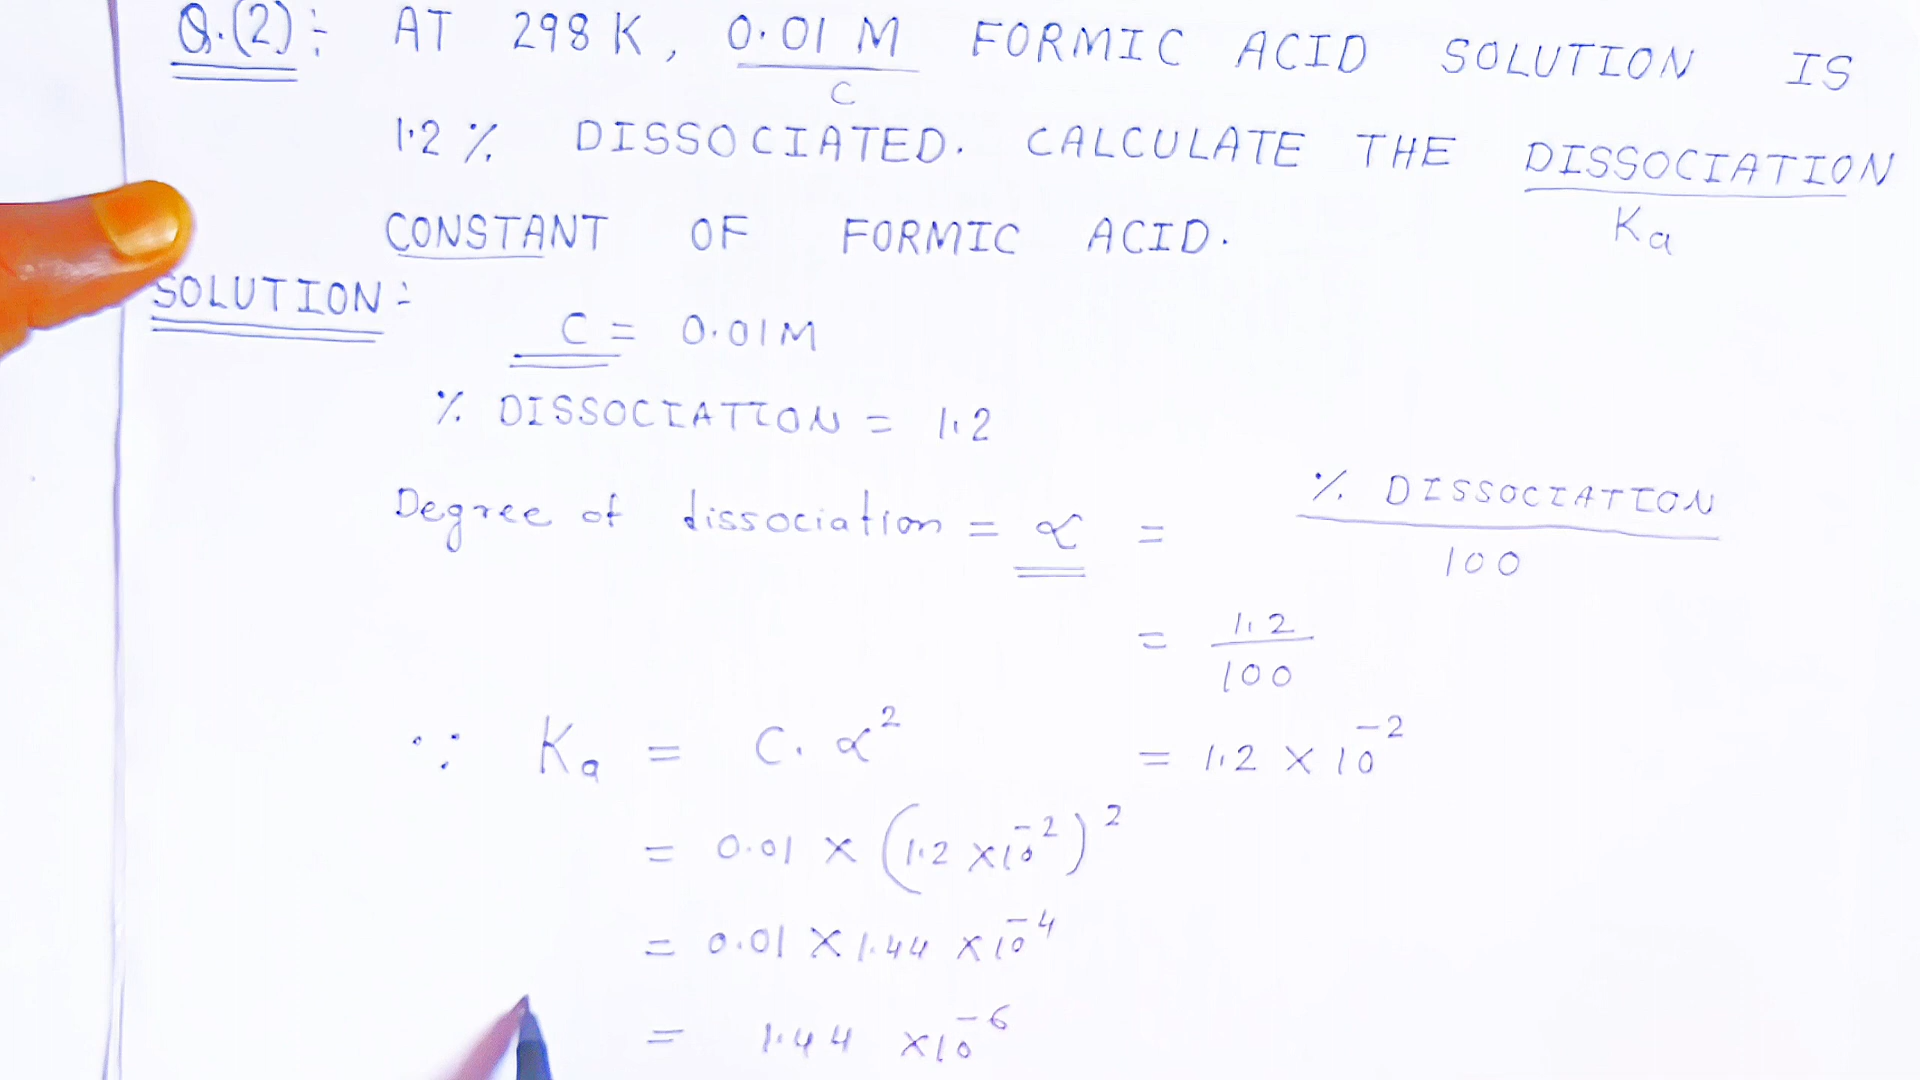 Q.(2):- AT 298 K, 0.01 M FORMIC ACID SOLUTION IS
C
1.2 % DISSOCIATED. CALCULATE THE DISSOCIATION
CONSTANT OF FORMIC ACID.
Ka
SOLUTION:-
C = 0.01M
% DISSOCIATION = 1.2
Degree of dissociation = α = % DISSOCIATION / 100
= 1.2 / 100
= 1.2 × 10⁻²
∵ Ka = C. α²
= 0.01 × (1.2 × 10⁻²)²
= 0.01 × 1.44 × 10⁻⁴
= 1.44 × 10⁻⁶